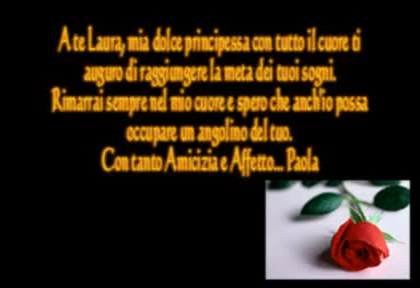 A te Laura, mia dolce principessa con tutto il cuore ti
auguro di raggiungere la meta dei tuoi sogni.
Rimarrai sempre nel mio cuore e spero che anch'io possa
occupare un angolino del tuo.
Con tanto Amicizia e Affetto... Paola